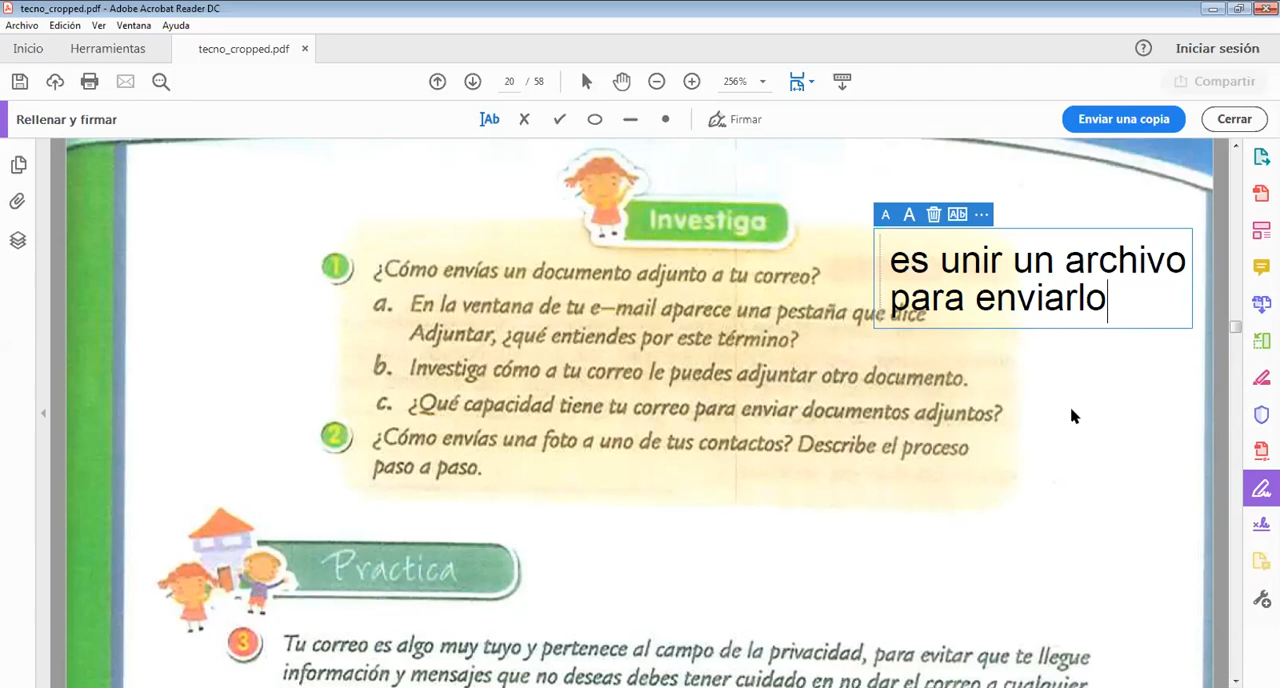 tecno_cropped.pdf - Adobe Acrobat Reader DC
Archivo Edición Ver Ventana Ayuda
Inicio Herramientas tecno_cropped.pdf × ? Iniciar sesión
20 / 58 256% Compartir
Rellenar y firmar Ab Firmar Enviar una copia Cerrar
Investiga
A A Ab ...
es unir un archivo
para enviarlo
1 ¿Cómo envías un documento adjunto a tu correo?
a. En la ventana de tu e—mail aparece una pestaña que dice
Adjuntar, ¿qué entiendes por este término?
b. Investiga cómo a tu correo le puedes adjuntar otro documento.
c. ¿Qué capacidad tiene tu correo para enviar documentos adjuntos?
2 ¿Cómo envías una foto a uno de tus contactos? Describe el proceso
paso a paso.
Practica
3 Tu correo es algo muy tuyo y pertenece al campo de la privacidad, para evitar que te llegue
información y mensajes que no deseas debes tener cuidado en no dar el correo a cualquier